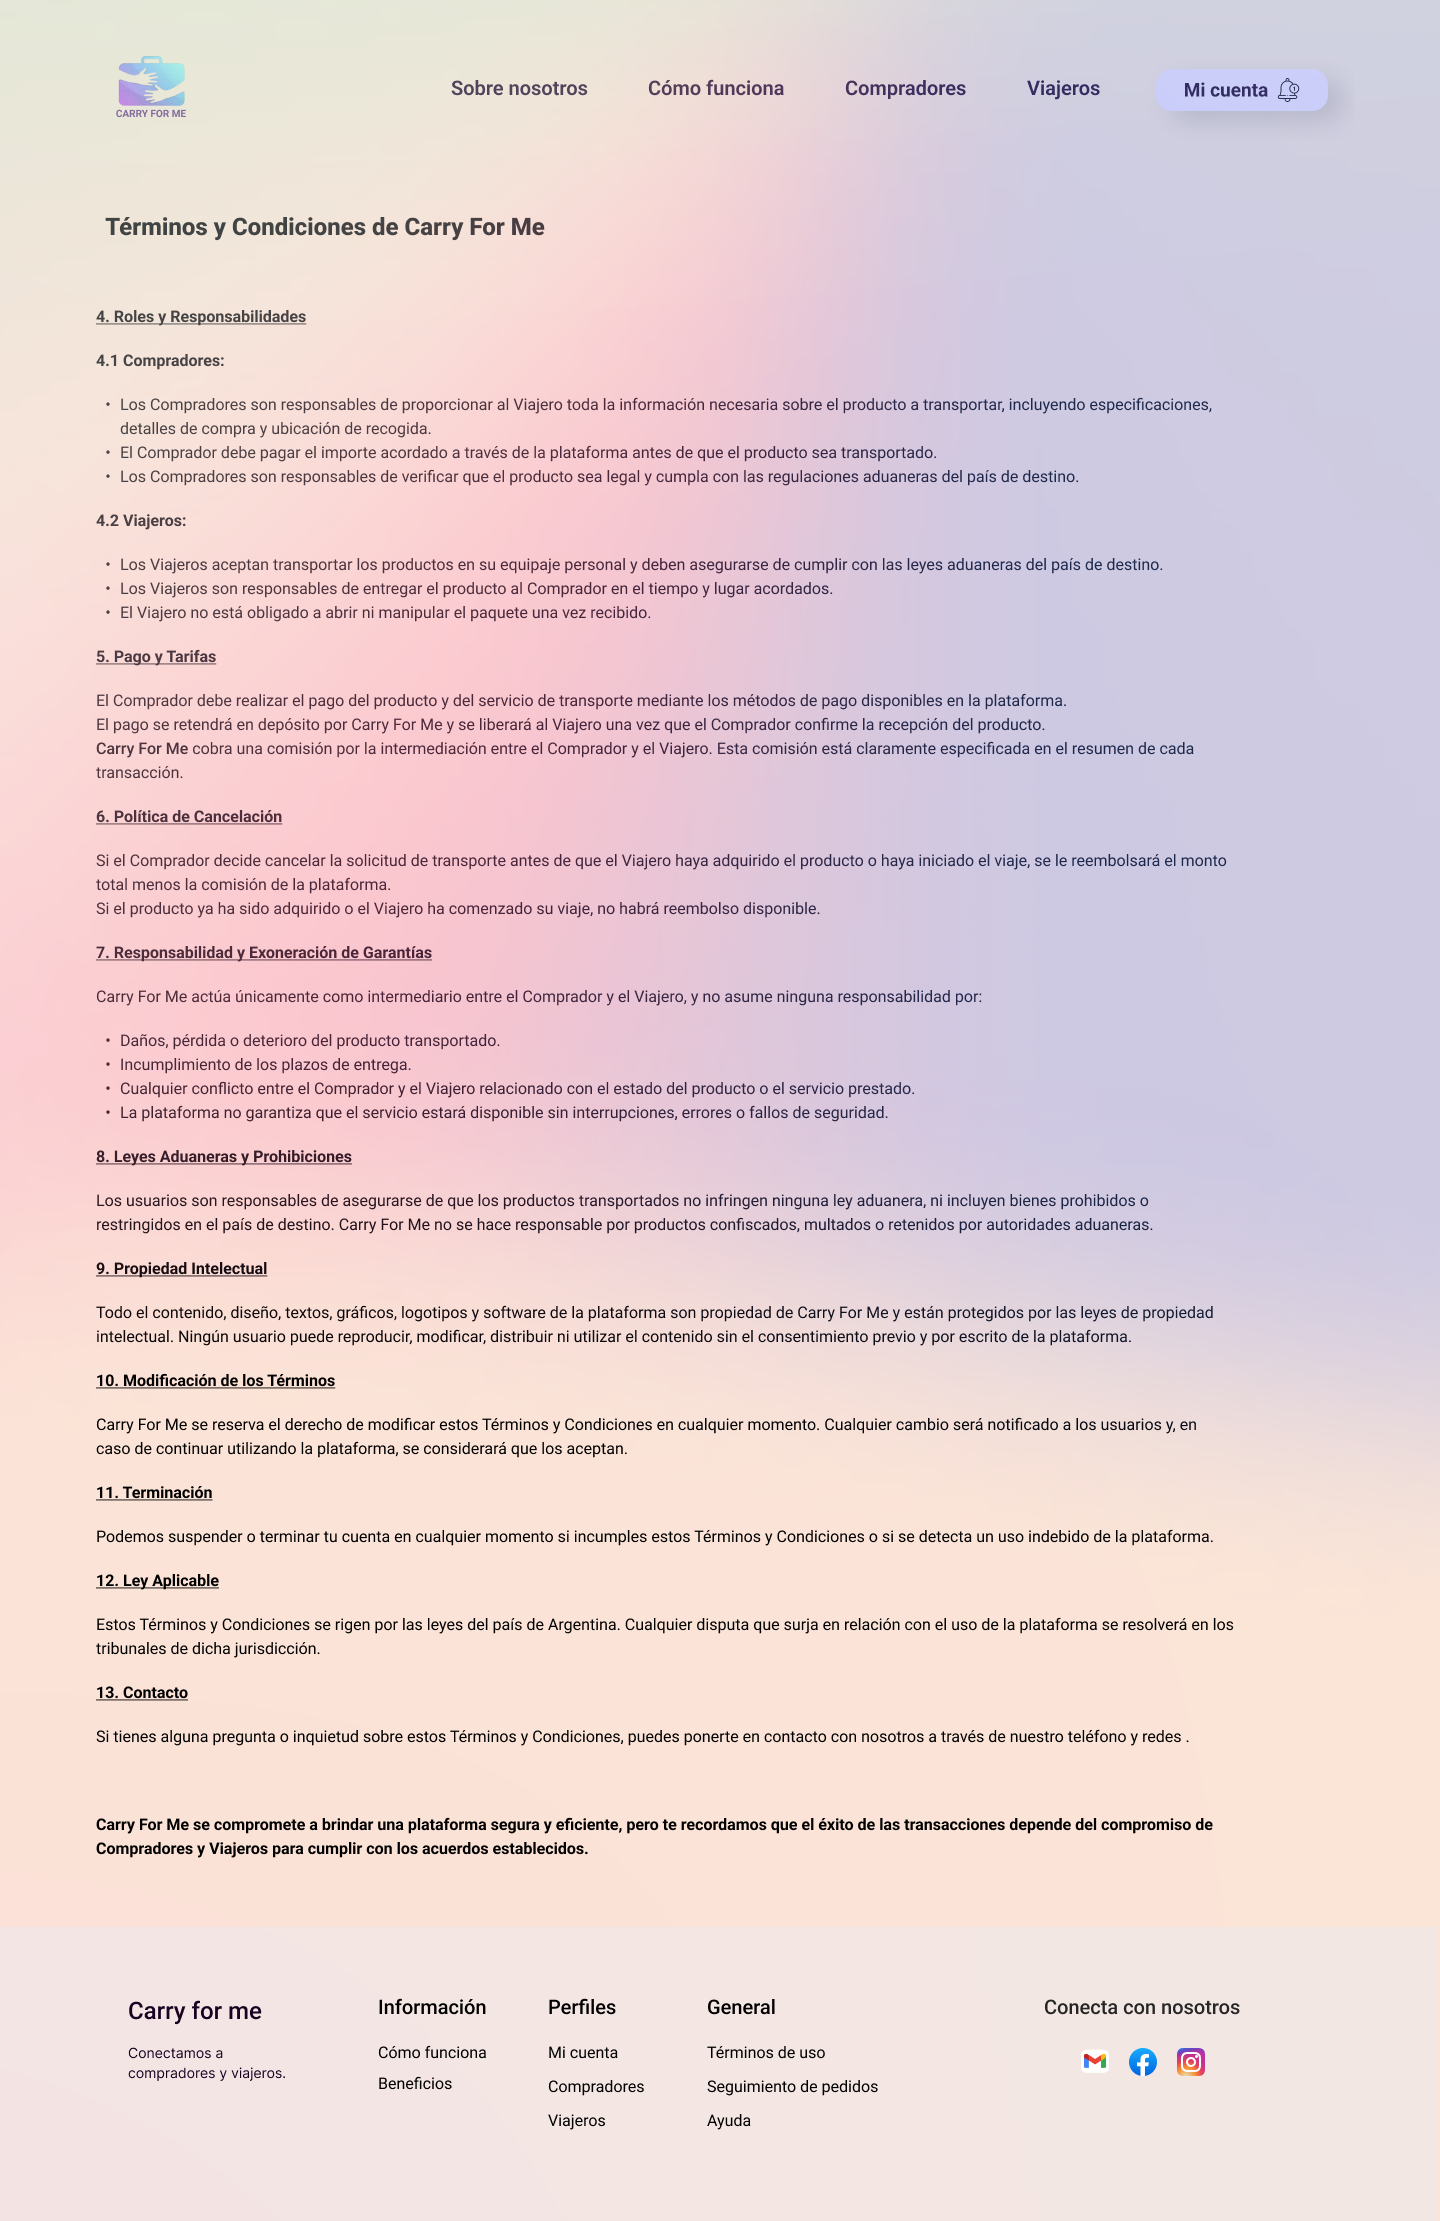 CARRY FOR ME
Sobre nosotros
Cómo funciona
Compradores
Viajeros
Mi cuenta
1
Términos y Condiciones de Carry For Me
4. Roles y Responsabilidades
4.1 Compradores:
• Los Compradores son responsables de proporcionar al Viajero toda la información necesaria sobre el producto a transportar, incluyendo especificaciones,
detalles de compra y ubicación de recogida.
• El Comprador debe pagar el importe acordado a través de la plataforma antes de que el producto sea transportado.
• Los Compradores son responsables de verificar que el producto sea legal y cumpla con las regulaciones aduaneras del país de destino.
4.2 Viajeros:
• Los Viajeros aceptan transportar los productos en su equipaje personal y deben asegurarse de cumplir con las leyes aduaneras del país de destino.
• Los Viajeros son responsables de entregar el producto al Comprador en el tiempo y lugar acordados.
• El Viajero no está obligado a abrir ni manipular el paquete una vez recibido.
5. Pago y Tarifas
El Comprador debe realizar el pago del producto y del servicio de transporte mediante los métodos de pago disponibles en la plataforma.
El pago se retendrá en depósito por Carry For Me y se liberará al Viajero una vez que el Comprador confirme la recepción del producto.
Carry For Me cobra una comisión por la intermediación entre el Comprador y el Viajero. Esta comisión está claramente especificada en el resumen de cada
transacción.
6. Política de Cancelación
Si el Comprador decide cancelar la solicitud de transporte antes de que el Viajero haya adquirido el producto o haya iniciado el viaje, se le reembolsará el monto
total menos la comisión de la plataforma.
Si el producto ya ha sido adquirido o el Viajero ha comenzado su viaje, no habrá reembolso disponible.
7. Responsabilidad y Exoneración de Garantías
Carry For Me actúa únicamente como intermediario entre el Comprador y el Viajero, y no asume ninguna responsabilidad por:
• Daños, pérdida o deterioro del producto transportado.
• Incumplimiento de los plazos de entrega.
• Cualquier conflicto entre el Comprador y el Viajero relacionado con el estado del producto o el servicio prestado.
• La plataforma no garantiza que el servicio estará disponible sin interrupciones, errores o fallos de seguridad.
8. Leyes Aduaneras y Prohibiciones
Los usuarios son responsables de asegurarse de que los productos transportados no infringen ninguna ley aduanera, ni incluyen bienes prohibidos o
restringidos en el país de destino. Carry For Me no se hace responsable por productos confiscados, multados o retenidos por autoridades aduaneras.
9. Propiedad Intelectual
Todo el contenido, diseño, textos, gráficos, logotipos y software de la plataforma son propiedad de Carry For Me y están protegidos por las leyes de propiedad
intelectual. Ningún usuario puede reproducir, modificar, distribuir ni utilizar el contenido sin el consentimiento previo y por escrito de la plataforma.
10. Modificación de los Términos
Carry For Me se reserva el derecho de modificar estos Términos y Condiciones en cualquier momento. Cualquier cambio será notificado a los usuarios y, en
caso de continuar utilizando la plataforma, se considerará que los aceptan.
11. Terminación
Podemos suspender o terminar tu cuenta en cualquier momento si incumples estos Términos y Condiciones o si se detecta un uso indebido de la plataforma.
12. Ley Aplicable
Estos Términos y Condiciones se rigen por las leyes del país de Argentina. Cualquier disputa que surja en relación con el uso de la plataforma se resolverá en los
tribunales de dicha jurisdicción.
13. Contacto
Si tienes alguna pregunta o inquietud sobre estos Términos y Condiciones, puedes ponerte en contacto con nosotros a través de nuestro teléfono y redes .
Carry For Me se compromete a brindar una plataforma segura y eficiente, pero te recordamos que el éxito de las transacciones depende del compromiso de
Compradores y Viajeros para cumplir con los acuerdos establecidos.
Carry for me
Conectamos a
compradores y viajeros.
Información
Cómo funciona
Beneficios
Perfiles
Mi cuenta
Compradores
Viajeros
General
Términos de uso
Seguimiento de pedidos
Ayuda
Conecta con nosotros